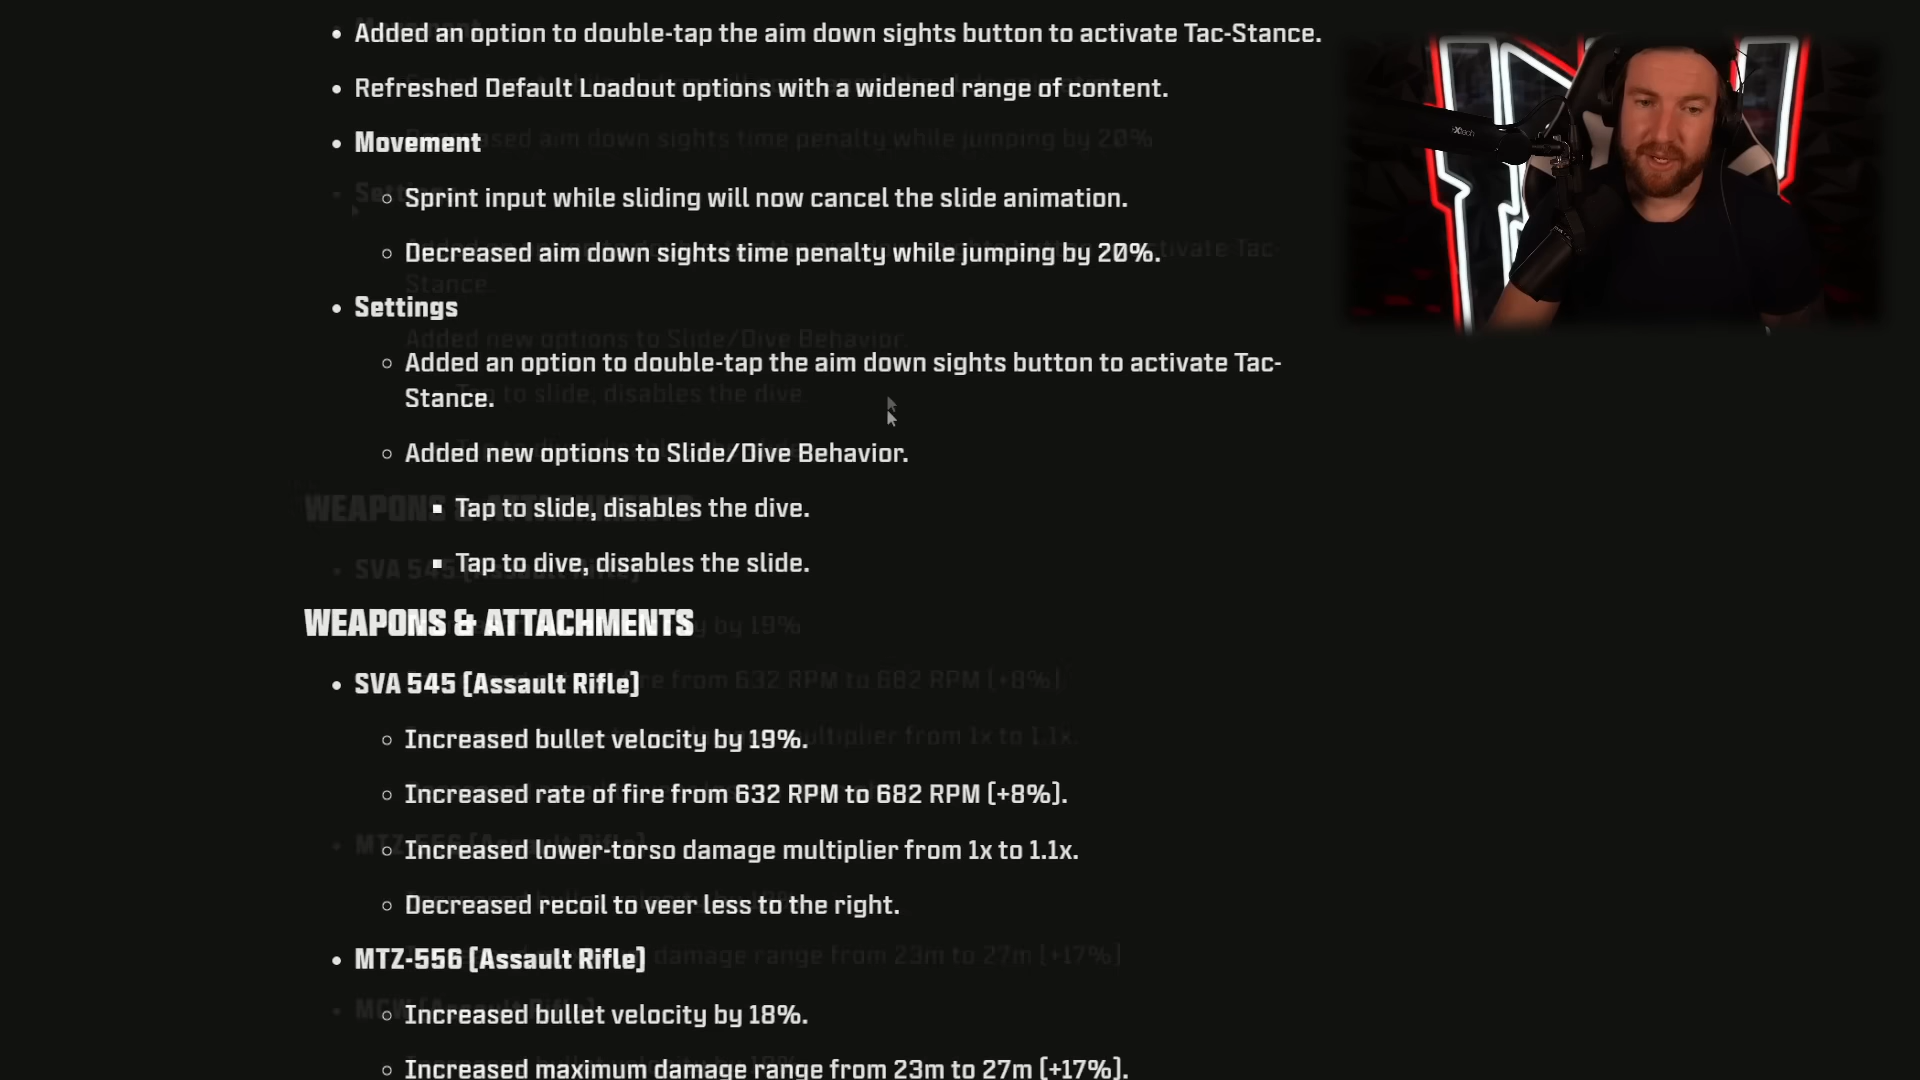 Added an option to double-tap the aim down sights button to activate Tac-Stance.
Refreshed Default Loadout options with a widened range of content.
Movement
Sprint input while sliding will now cancel the slide animation.
Decreased aim down sights time penalty while jumping by 20%.
Settings
Added an option to double-tap the aim down sights button to activate Tac-
Stance.
Added new options to Slide/Dive Behavior.
Tap to slide, disables the dive.
Tap to dive, disables the slide.
WEAPONS & ATTACHMENTS
SVA 545 [Assault Rifle]
Increased bullet velocity by 19%.
Increased rate of fire from 632 RPM to 682 RPM [+8%].
Increased lower-torso damage multiplier from 1x to 1.1x.
Decreased recoil to veer less to the right.
MTZ-556 [Assault Rifle]
Increased bullet velocity by 18%.
Increased maximum damage range from 23m to 27m [+17%].